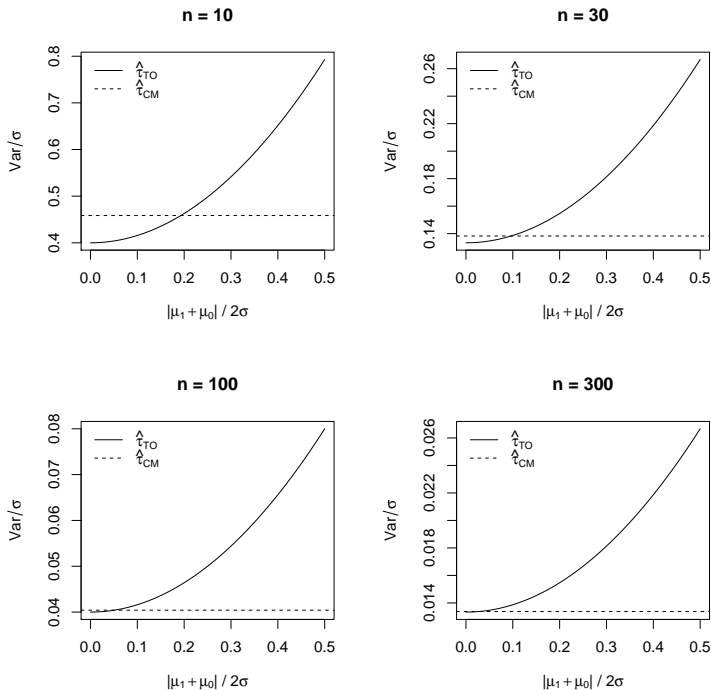 n = 10
τ̂TO
τ̂CM
Var/σ
0.4 0.5 0.6 0.7 0.8
0.0 0.1 0.2 0.3 0.4 0.5
|μ1 + μ0| / 2σ
n = 30
τ̂TO
τ̂CM
Var/σ
0.14 0.18 0.22 0.26
0.0 0.1 0.2 0.3 0.4 0.5
|μ1 + μ0| / 2σ
n = 100
τ̂TO
τ̂CM
Var/σ
0.04 0.05 0.06 0.07 0.08
0.0 0.1 0.2 0.3 0.4 0.5
|μ1 + μ0| / 2σ
n = 300
τ̂TO
τ̂CM
Var/σ
0.014 0.018 0.022 0.026
0.0 0.1 0.2 0.3 0.4 0.5
|μ1 + μ0| / 2σ